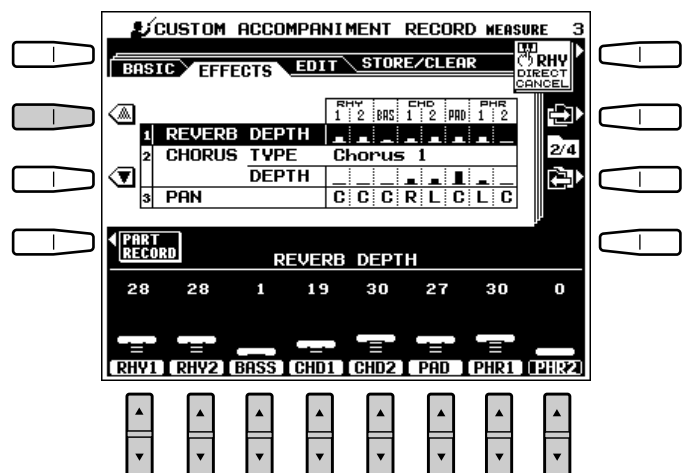 CUSTOM ACCOMPANIMENT RECORD MEASURE 3
BASIC EFFECTS EDIT STORE/CLEAR
RHY
DIRECT
CANCEL
RHY CHD PHR
1 2 BAS 1 2 PAD 1 2
1 REVERB DEPTH
2 CHORUS TYPE Chorus 1
DEPTH
2/4
3 PAN C C C R L C L C
PART
RECORD
REVERB DEPTH
28 28 1 19 30 27 30 0
RHY1 RHY2 BASS CHD1 CHD2 PAD PHR1 PHR2